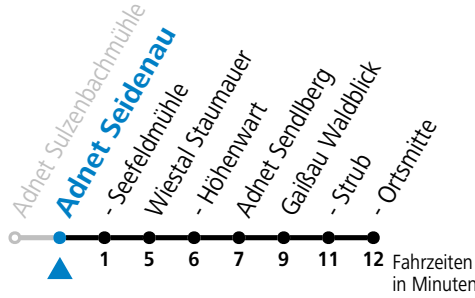 Adnet Sulzenbachmühle
Adnet Seidenau
- Seefeldmühle
Wiestal Staumauer
- Höhenwart
Adnet Sendlberg
Gaißau Waldblick
- Strub
- Ortsmitte
1 5 6 7 9 11 12 Fahrzeiten
in Minuten